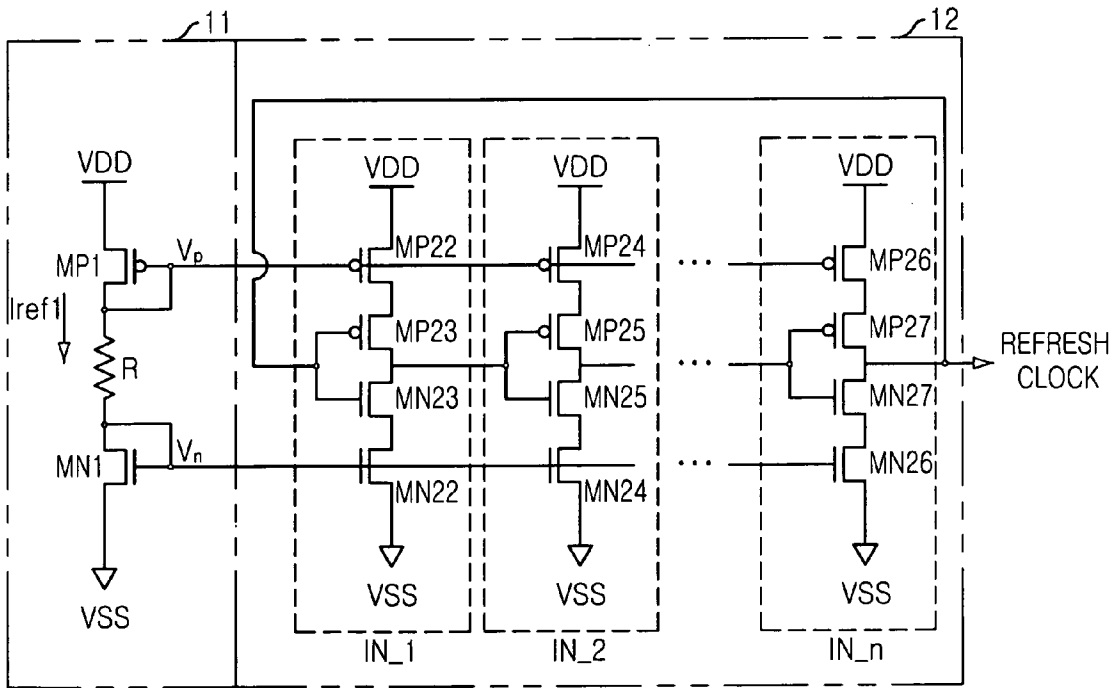 11
12
VDD
VDD
VDD
VDD
MP1
Vp
MP22
MP24
...
MP26
Iref1
MP23
MP25
MP27
R
...
REFRESH
CLOCK
MN23
MN25
MN27
MN1
Vn
...
MN26
MN22
MN24
VSS
VSS
VSS
VSS
IN_1
IN_2
IN_n